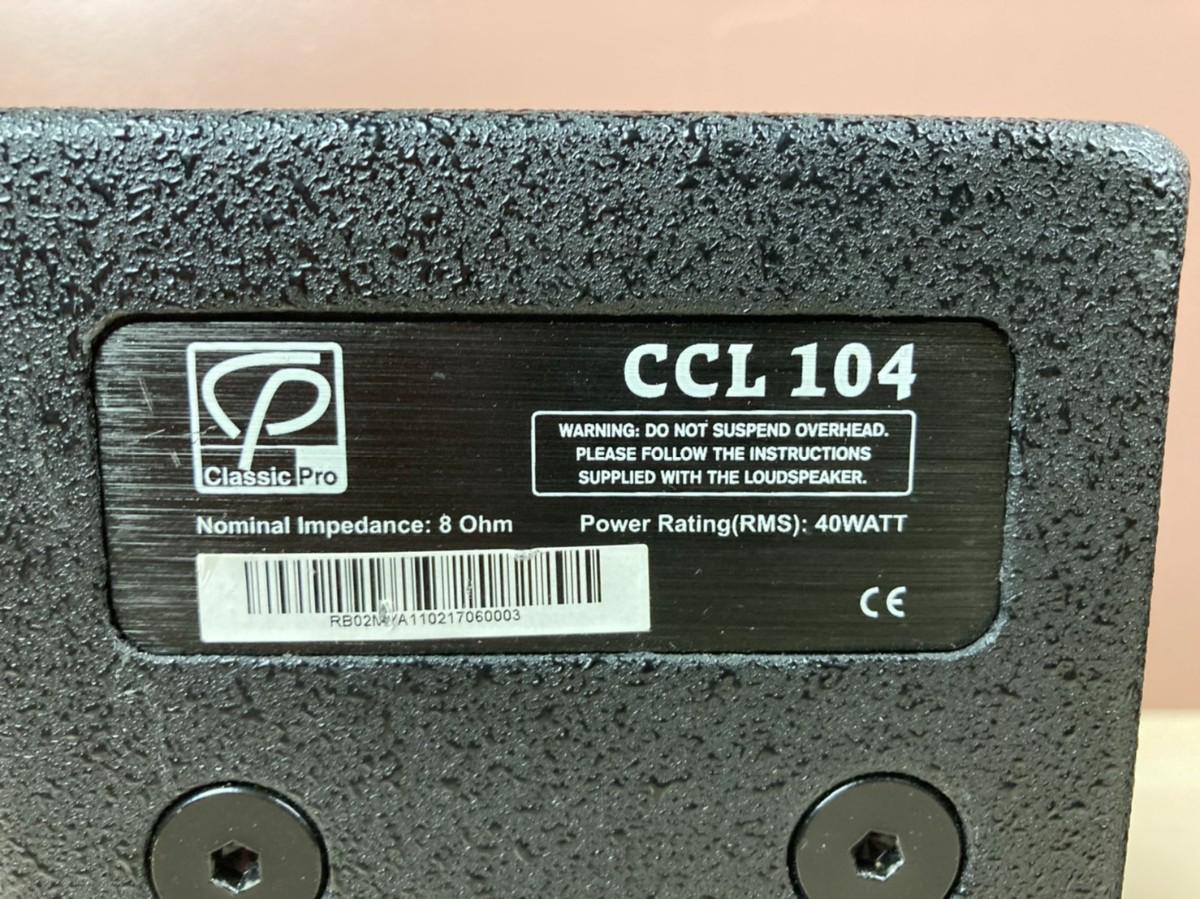 CP
Classic Pro
CCL 104
WARNING: DO NOT SUSPEND OVERHEAD.
PLEASE FOLLOW THE INSTRUCTIONS
SUPPLIED WITH THE LOUDSPEAKER.
Nominal Impedance: 8 Ohm
Power Rating(RMS): 40WATT
CE